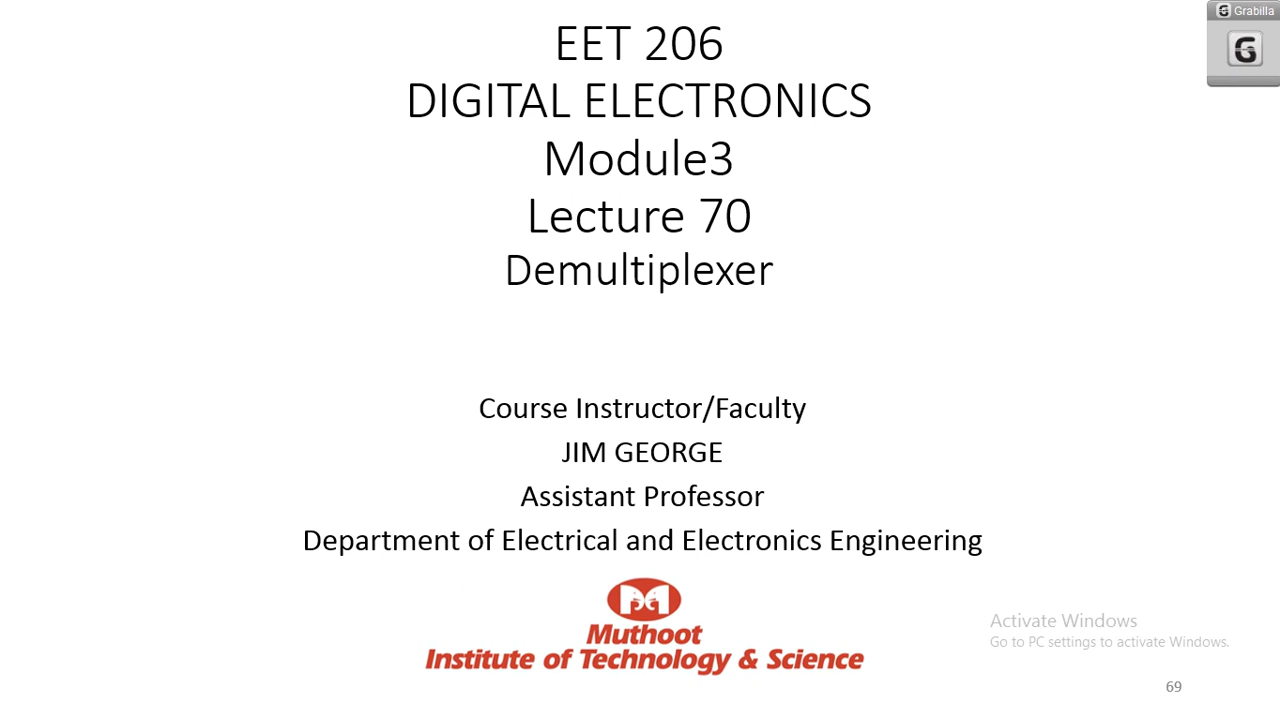 Grabilla
EET 206
DIGITAL ELECTRONICS
Module3
Lecture 70
Demultiplexer
Course Instructor/Faculty
JIM GEORGE
Assistant Professor
Department of Electrical and Electronics Engineering
Muthoot
Institute of Technology & Science
Activate Windows
Go to PC settings to activate Windows.
69